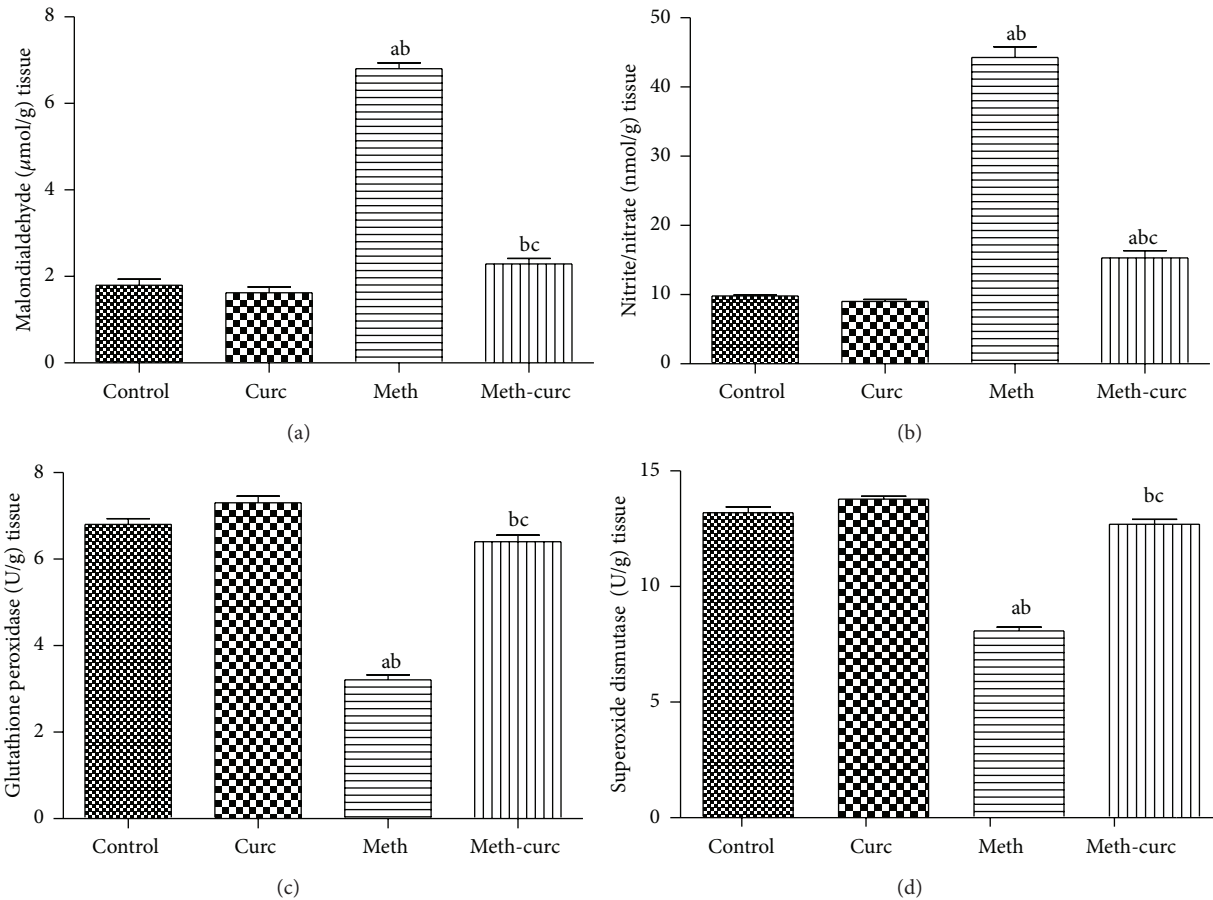 Malondialdehyde (μmol/g) tissue
8
6
4
2
0
ab
bc
Control Curc Meth Meth-curc
(a)
Nitrite/nitrate (nmol/g) tissue
50
40
30
20
10
0
ab
abc
Control Curc Meth Meth-curc
(b)
Glutathione peroxidase (U/g) tissue
8
6
4
2
0
ab
bc
Control Curc Meth Meth-curc
(c)
Superoxide dismutase (U/g) tissue
15
10
5
0
ab
bc
Control Curc Meth Meth-curc
(d)